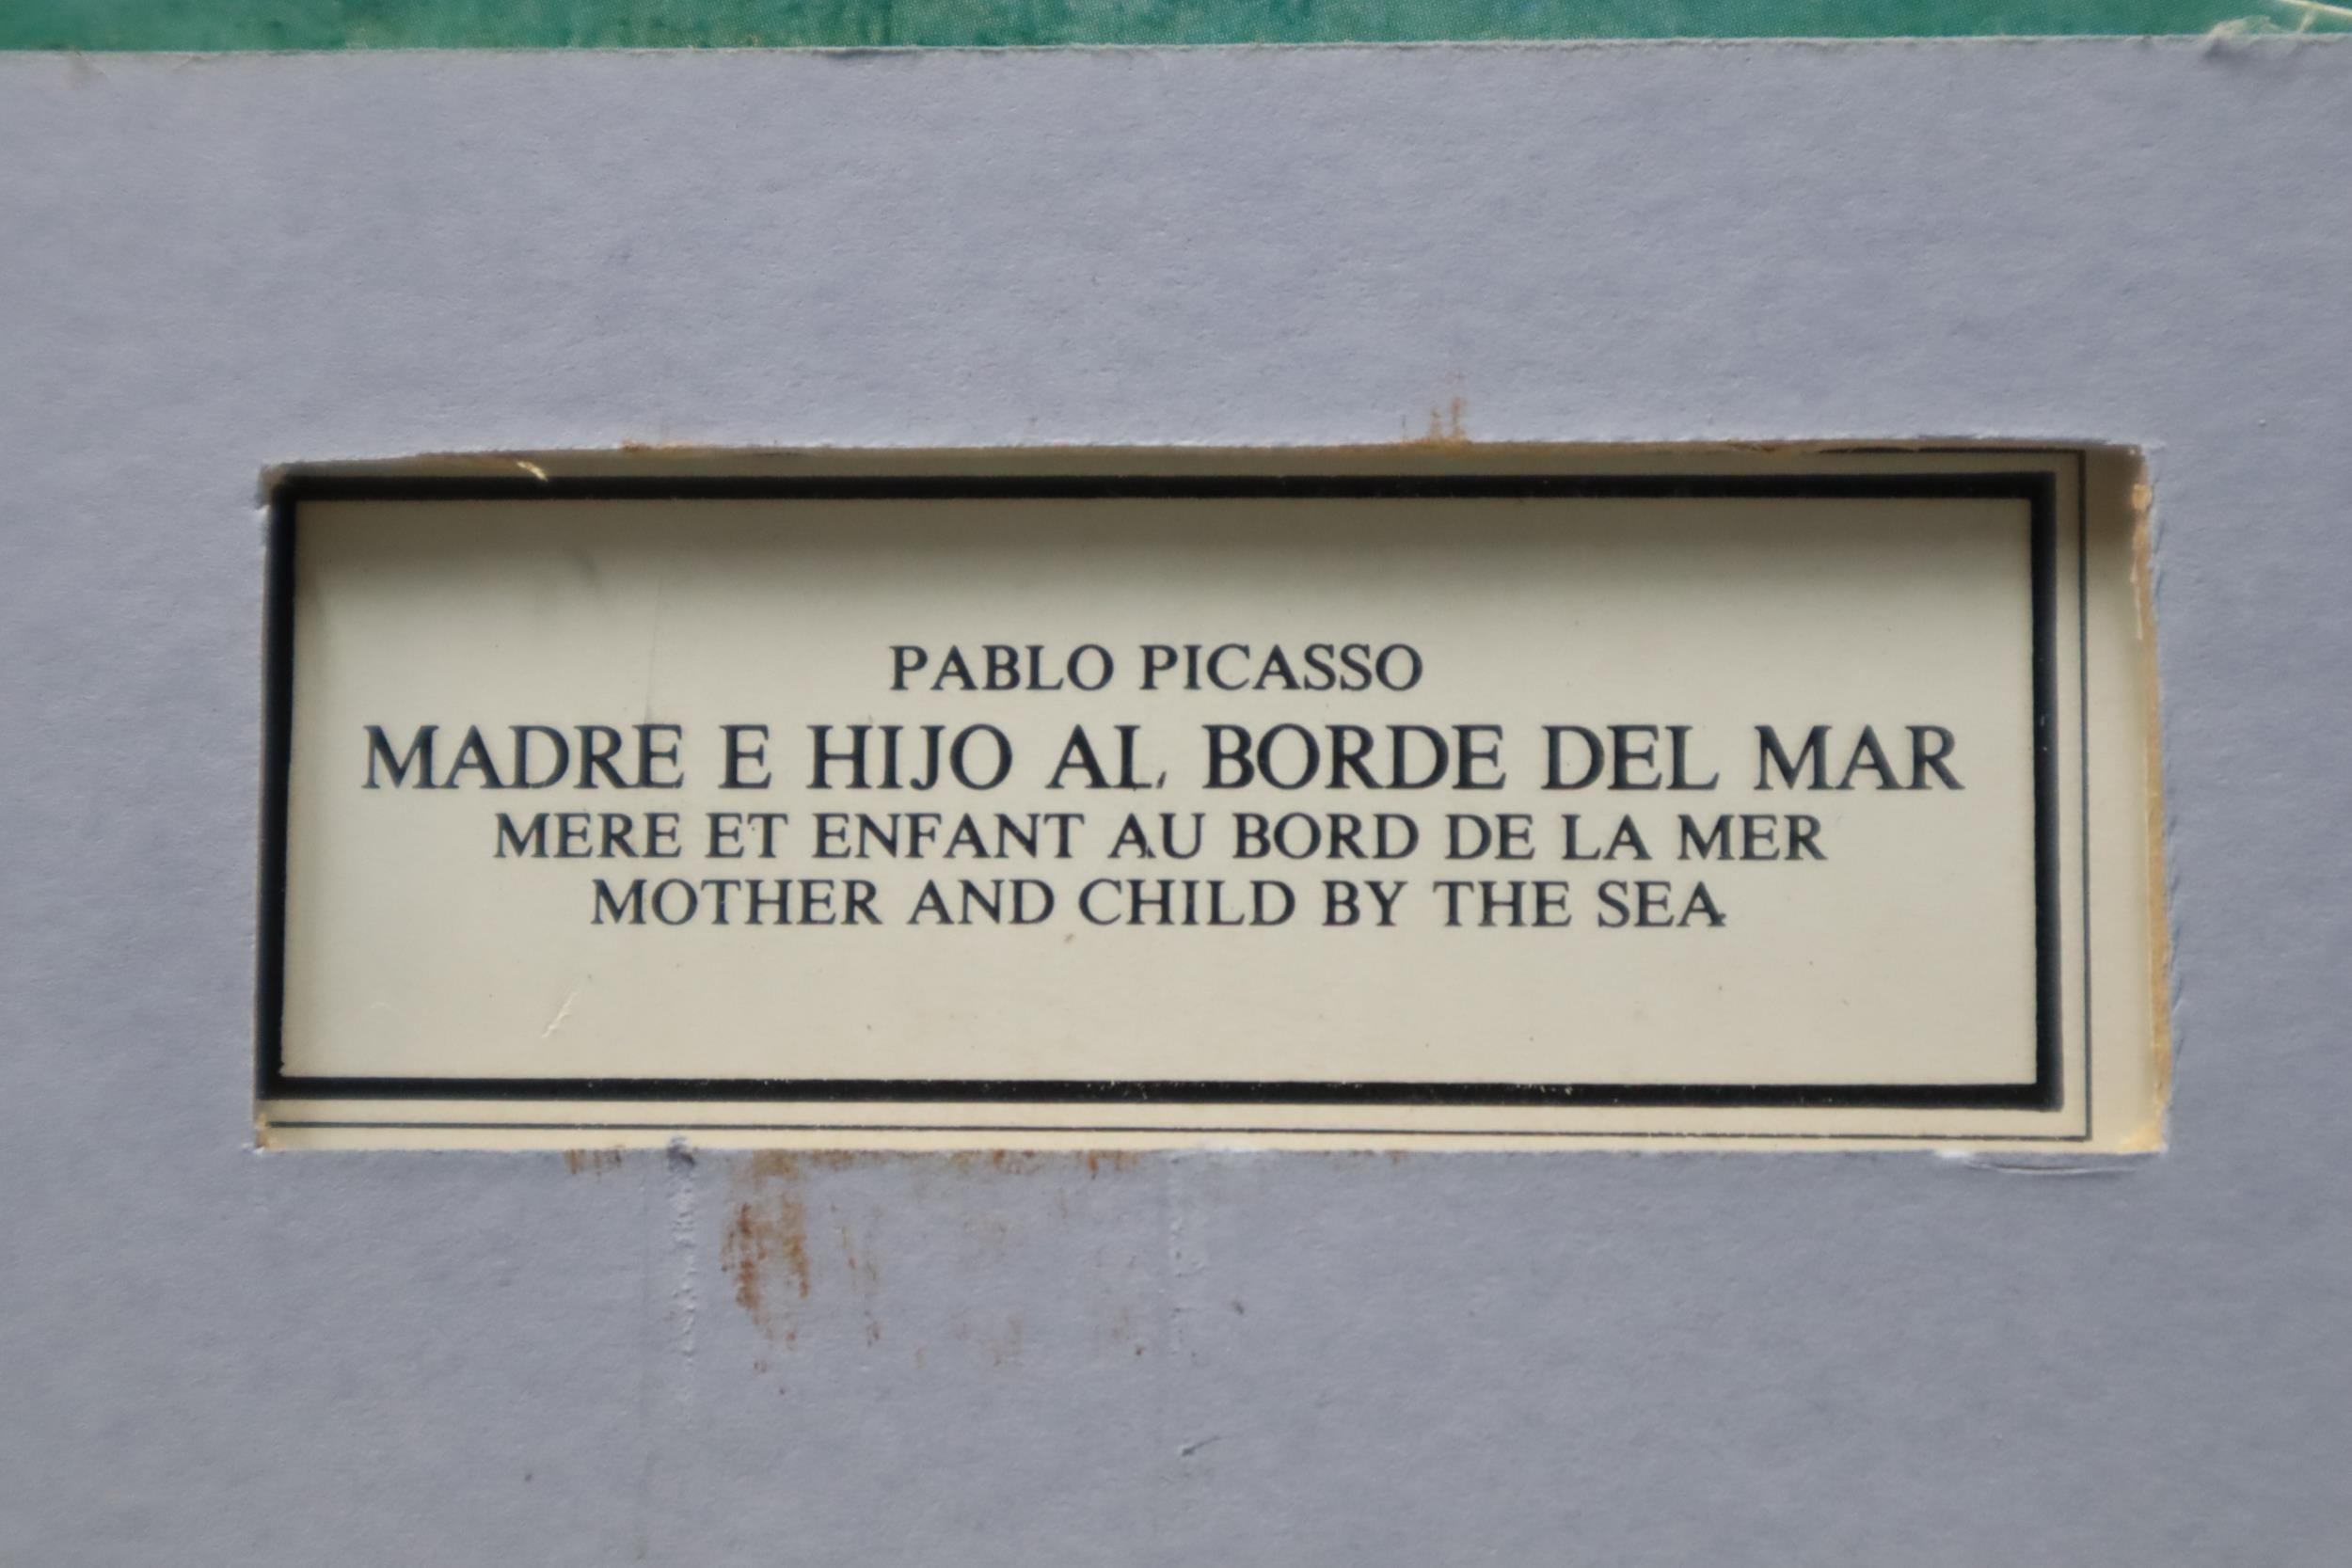 PABLO PICASSO
MADRE E HIJO AL BORDE DEL MAR
MERE ET ENFANT AU BORD DE LA MER
MOTHER AND CHILD BY THE SEA